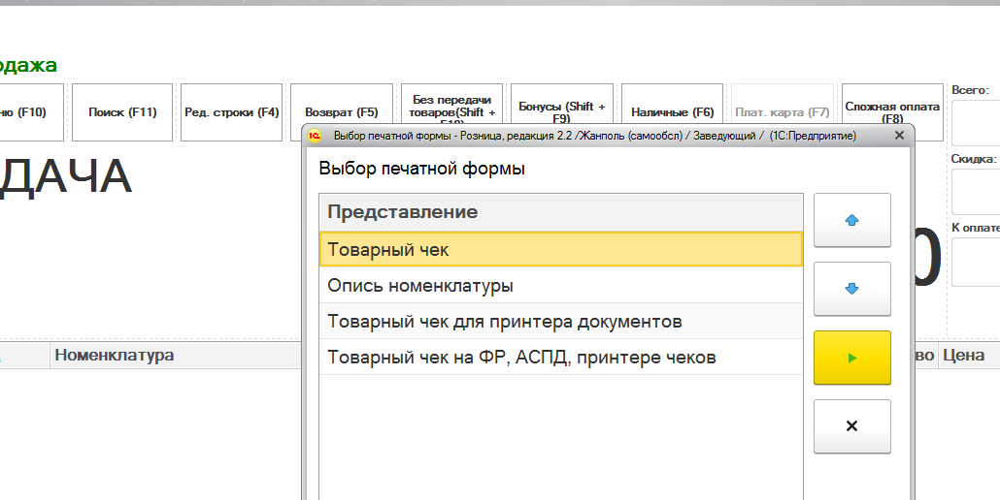 одажа
ню (F10)
Поиск (F11)
Ред. строки (F4)
Возврат (F5)
Без передачи
товаров(Shift +
Бонусы (Shift +
F9)
Наличные (F6)
Плат. карта (F7)
Сложная оплата
(F8)
Всего:
Выбор печатной формы - Розница, редакция 2.2 /Жанполь (самообсл) / Заведующий / (1С:Предприятие)
Скидка:
ДАЧА
Выбор печатной формы
Представление
К оплате
0
Товарный чек
Опись номенклатуры
Товарный чек для принтера документов
Товарный чек на ФР, АСПД, принтере чеков
Номенклатура
во
Цена